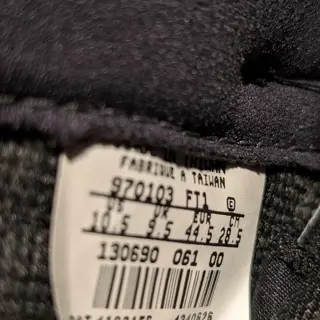 FABRIQUE A TAIWAN
970103 FT1 E
US UK EUR CM
10.5 9.5 44.5 28.5
130690 061 00